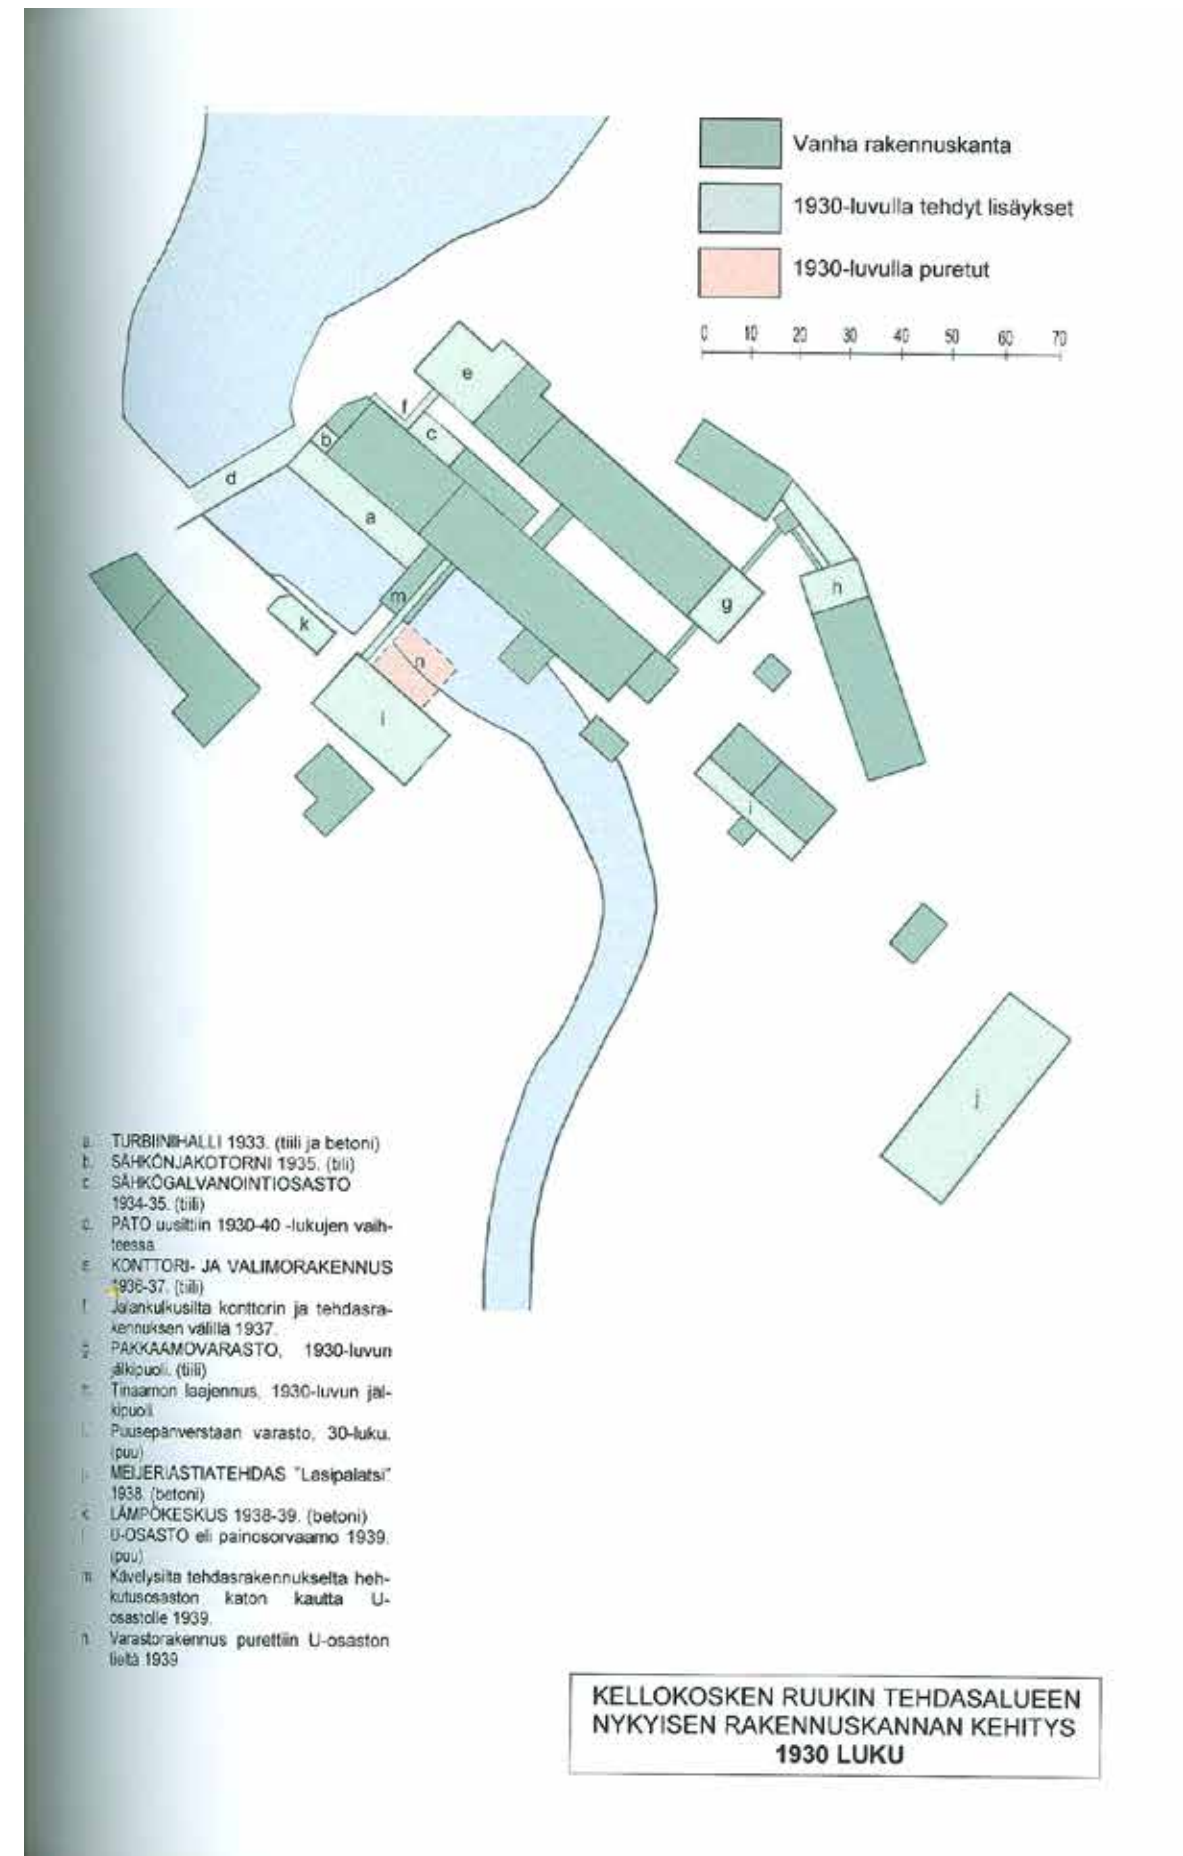 Vanha rakennuskanta
1930-luvulla tehdyt lisäykset
1930-luvulla puretut
0 10 20 30 40 50 60 70
e
f
c
b
d
a
h
m
g
k
n
l
i
j
a. TURBIINIHALLI 1933. (tiili ja betoni)
b. SÄHKÖNJAKOTORNI 1935. (tili)
c. SÄHKÖGALVANOINTIOSASTO
1934-35. (tiili)
d. PATO uusittiin 1930-40 -lukujen vaih-
teessa
e. KONTTORI- JA VALIMORAKENNUS
1936-37. (tiili)
f. Jalankulkusilta konttorin ja tehdasra-
kennuksen välillä 1937.
g. PAKKAAMOVARASTO, 1930-luvun
jälkipuoli. (tiili)
h. Tinaamon laajennus, 1930-luvun jäl-
kipuoli.
i. Puusepänverstaan varasto, 30-luku.
(puu)
j. MEIJERIASTIATEHDAS "Lasipalatsi"
1938. (betoni)
k. LÄMPÖKESKUS 1938-39. (betoni)
l. U-OSASTO eli painosorvaamo 1939.
(puu)
m. Kävelysilta tehdasrakennukselta heh-
kutusosaston katon kautta U-
osastolle 1939.
n. Varastorakennus purettiin U-osaston
tieltä 1939
KELLOKOSKEN RUUKIN TEHDASALUEEN
NYKYISEN RAKENNUSKANNAN KEHITYS
1930 LUKU